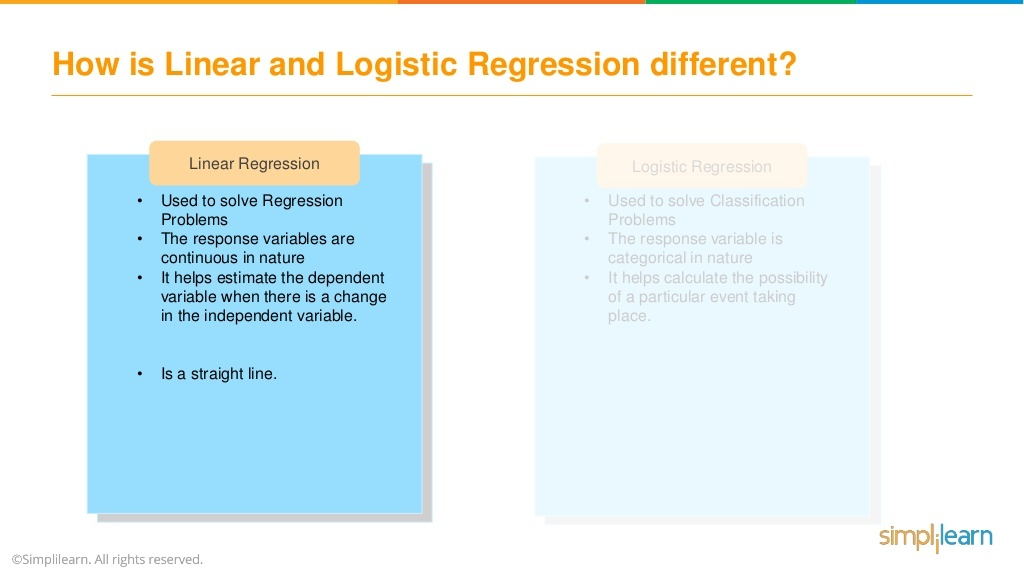 How is Linear and Logistic Regression different?
Linear Regression
• Used to solve Regression
Problems
• The response variables are
continuous in nature
• It helps estimate the dependent
variable when there is a change
in the independent variable.
• Is a straight line.
Logistic Regression
• Used to solve Classification
Problems
• The response variable is
categorical in nature
• It helps calculate the possibility
of a particular event taking
place.
simplilearn
©Simplilearn. All rights reserved.